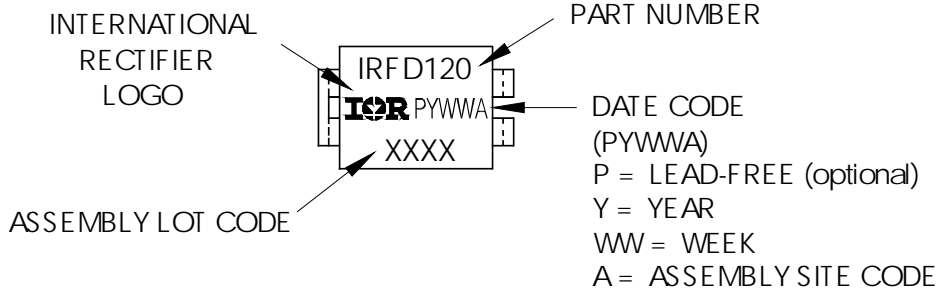 INTERNATIONAL
RECTIFIER
LOGO
PART NUMBER
IRFD120
IOR PYWWA
XXXX
ASSEMBLY LOT CODE
DATE CODE
(PYWWA)
P = LEAD-FREE (optional)
Y = YEAR
WW = WEEK
A = ASSEMBLY SITE CODE